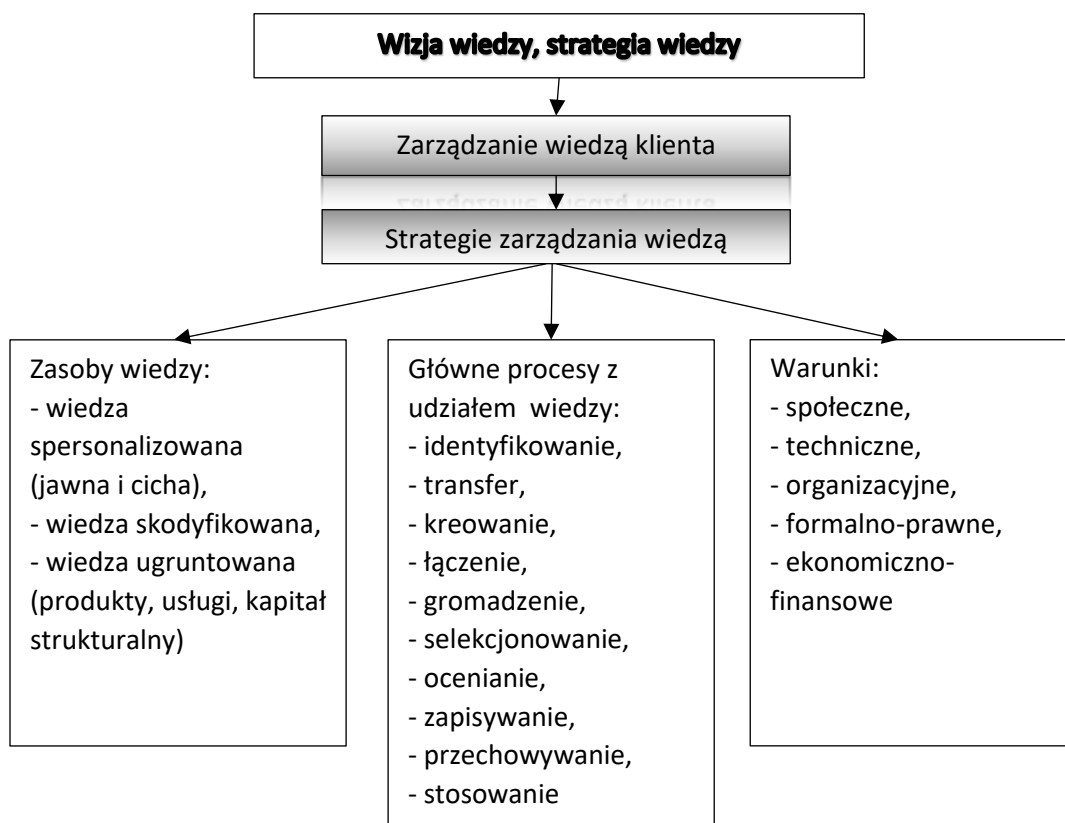 Wizja wiedzy, strategia wiedzy
Zarządzanie wiedzą klienta
Strategie zarządzania wiedzą
Zasoby wiedzy:
- wiedza
spersonalizowana
(jawna i cicha),
- wiedza skodyfikowana,
- wiedza ugruntowana
(produkty, usługi, kapitał
strukturalny)
Główne procesy z
udziałem wiedzy:
- identyfikowanie,
- transfer,
- kreowanie,
- łączenie,
- gromadzenie,
- selekcjonowanie,
- ocenianie,
- zapisywanie,
- przechowywanie,
- stosowanie
Warunki:
- społeczne,
- techniczne,
- organizacyjne,
- formalno-prawne,
- ekonomiczno-
finansowe